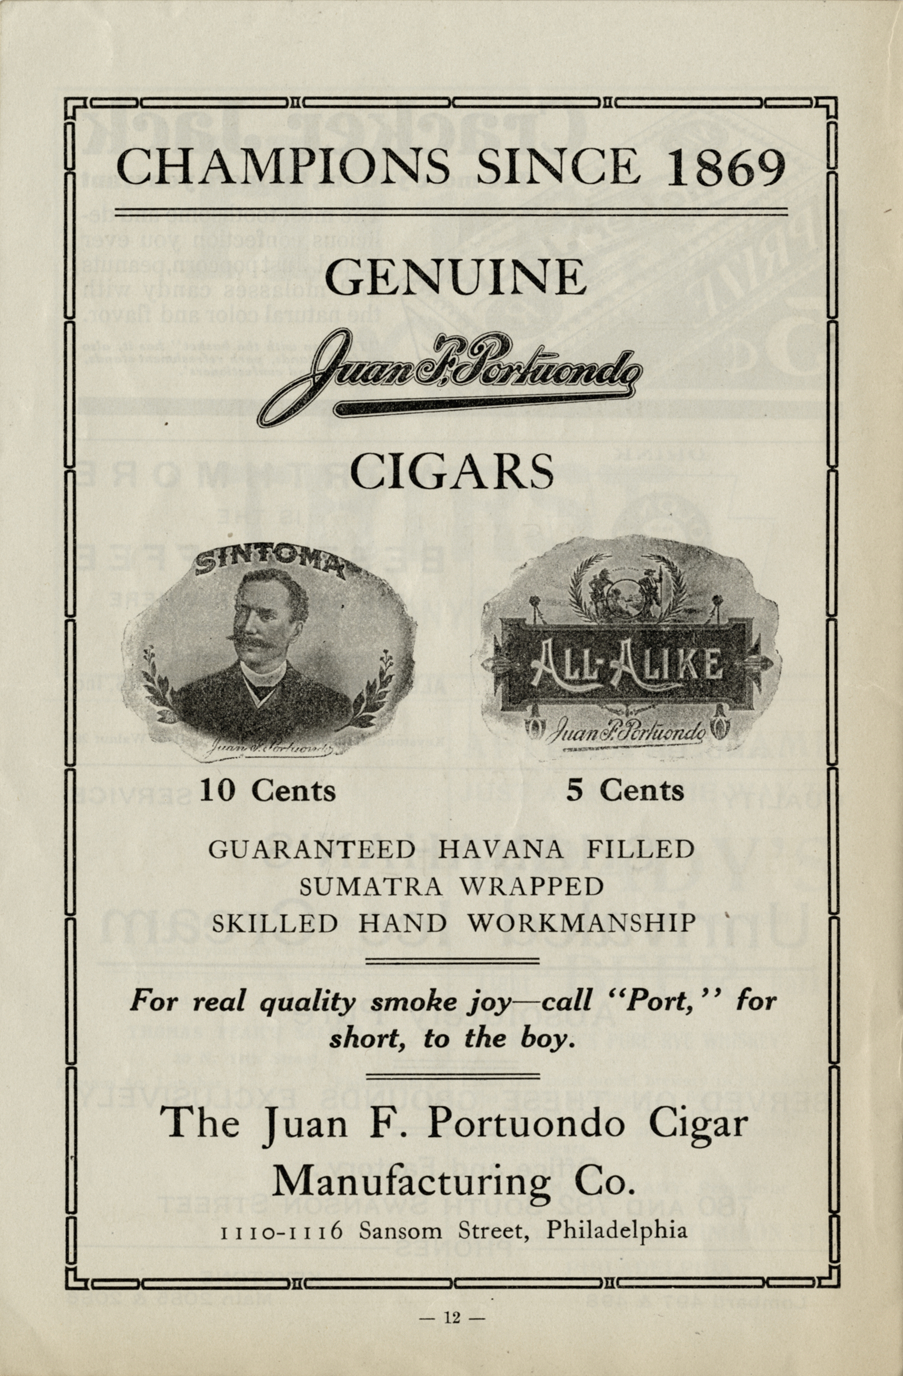 CHAMPIONS SINCE 1869
GENUINE
Juan F. Portuondo
CIGARS
SINTOMA
Juan F. Portuondo
ALL-ALIKE
Juan F. Portuondo
10 Cents
5 Cents
GUARANTEED HAVANA FILLED
SUMATRA WRAPPED
SKILLED HAND WORKMANSHIP
For real quality smoke joy—call "Port," for
short, to the boy.
The Juan F. Portuondo Cigar
Manufacturing Co.
1110-1116 Sansom Street, Philadelphia
— 12 —